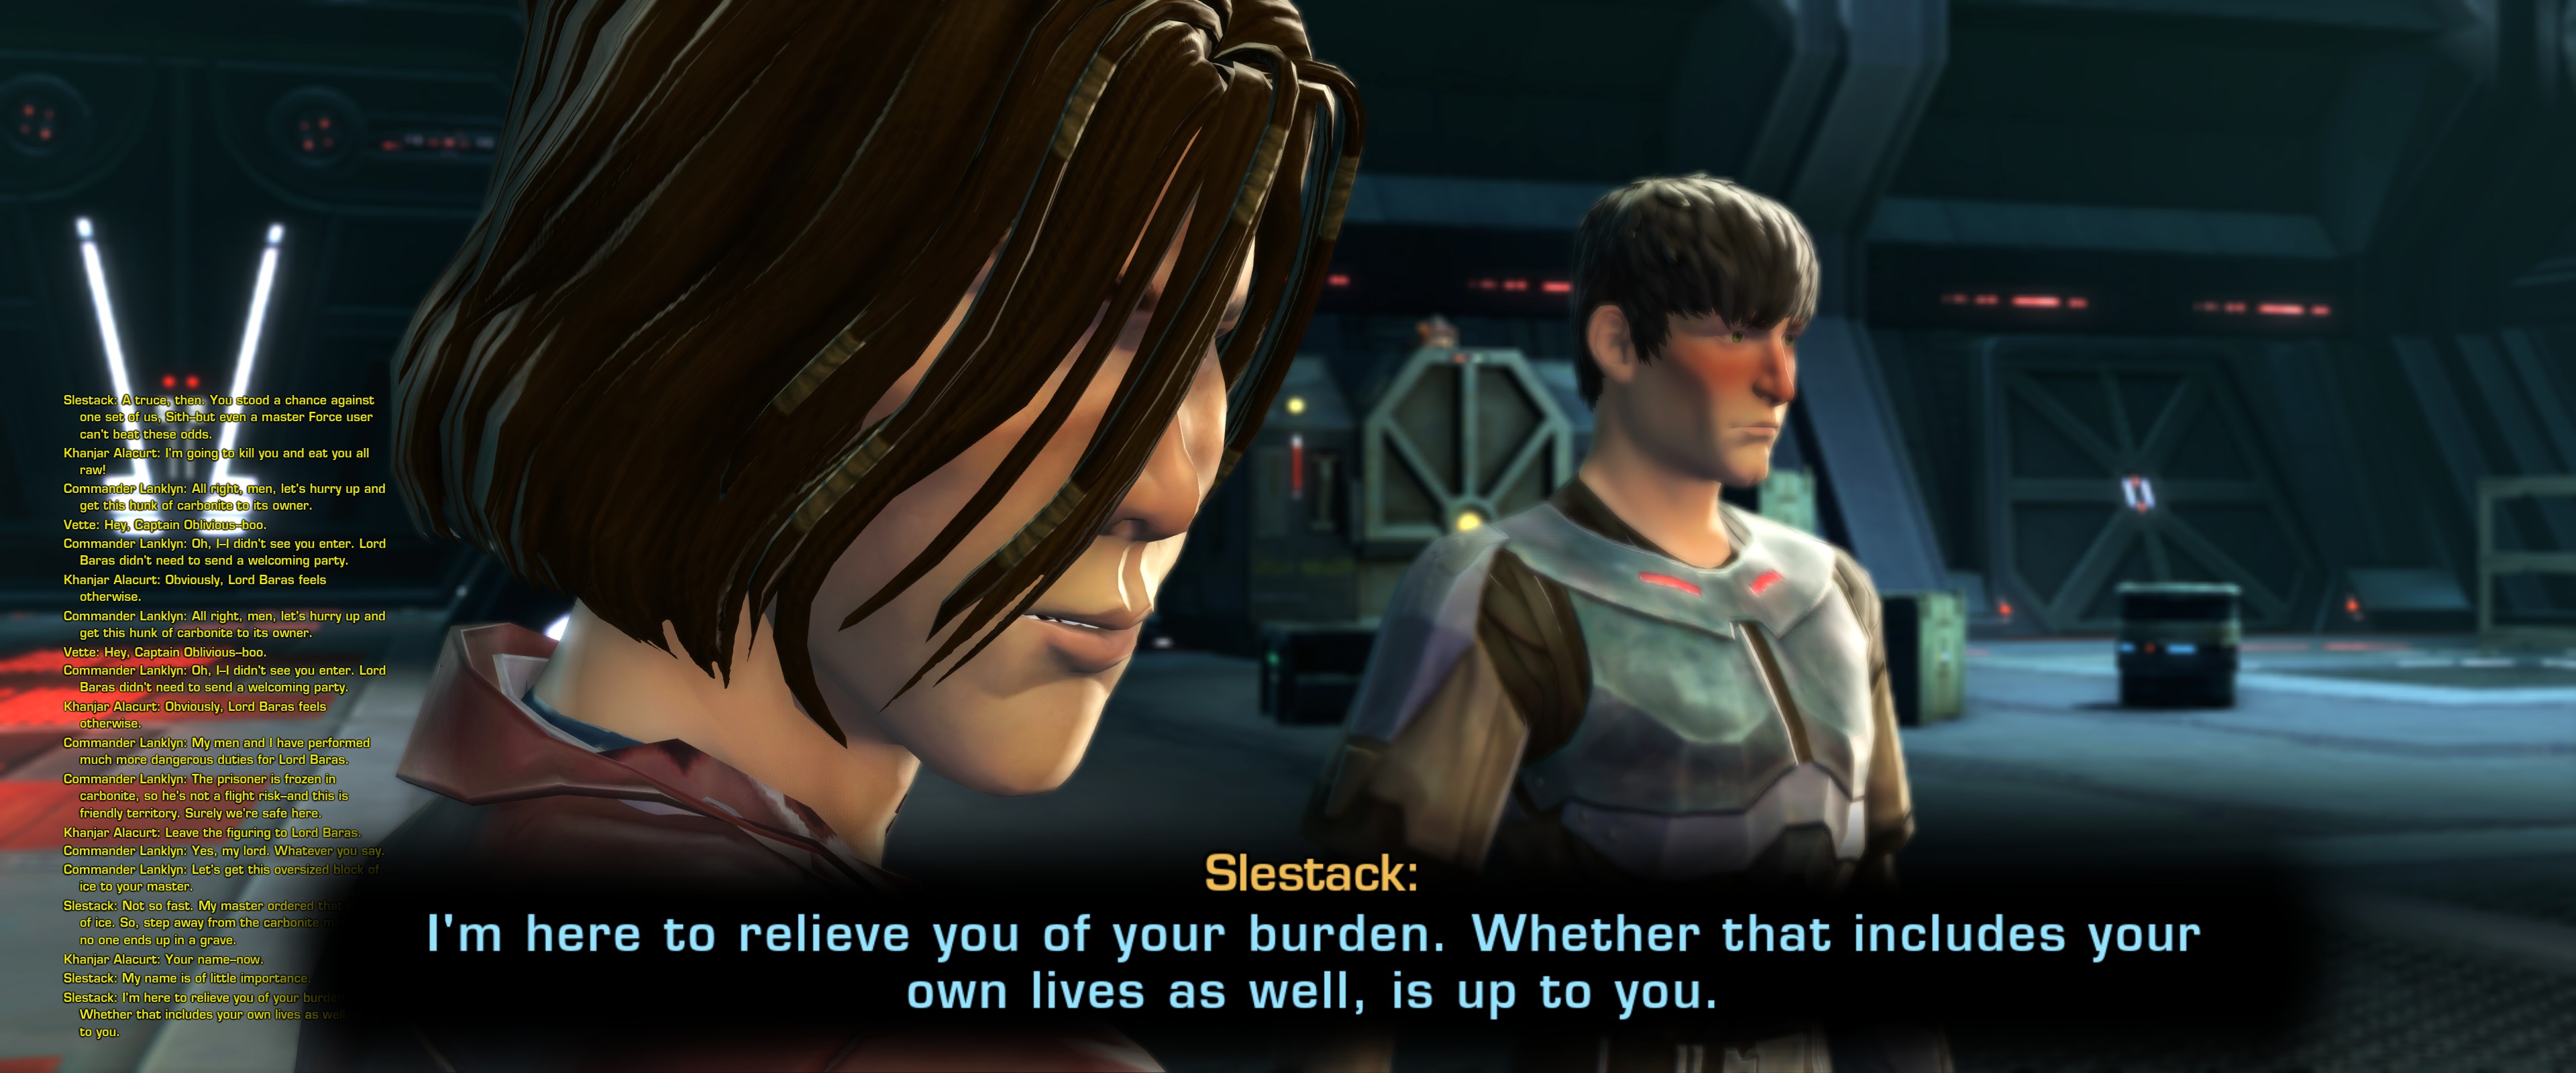 Slestack: A truce, then. You stood a chance against
one set of us, Sith–but even a master Force user
can't beat these odds.
Khanjar Alacurt: I'm going to kill you and eat you all
raw!
Commander Lanklyn: All right, men, let's hurry up and
get this hunk of carbonite to its owner.
Vette: Hey, Captain Oblivious–boo.
Commander Lanklyn: Oh, I–I didn't see you enter. Lord
Baras didn't need to send a welcoming party.
Khanjar Alacurt: Obviously, Lord Baras feels
otherwise.
Commander Lanklyn: All right, men, let's hurry up and
get this hunk of carbonite to its owner.
Vette: Hey, Captain Oblivious–boo.
Commander Lanklyn: Oh, I–I didn't see you enter. Lord
Baras didn't need to send a welcoming party.
Khanjar Alacurt: Obviously, Lord Baras feels
otherwise.
Commander Lanklyn: My men and I have performed
much more dangerous duties for Lord Baras.
Commander Lanklyn: The prisoner is frozen in
carbonite, so he's not a flight risk–and this is
friendly territory. Surely we're safe here.
Khanjar Alacurt: Leave the figuring to Lord Baras.
Commander Lanklyn: Yes, my lord. Whatever you say.
Commander Lanklyn: Let's get this oversized block of
ice to your master.
Slestack: Not so fast. My master ordered that
of ice. So, step away from the carbonite
no one ends up in a grave.
Khanjar Alacurt: Your name–now.
Slestack: My name is of little importance.
Slestack: I'm here to relieve you of your burden.
Whether that includes your own lives as well,
to you.
Slestack:
I'm here to relieve you of your burden. Whether that includes your
own lives as well, is up to you.